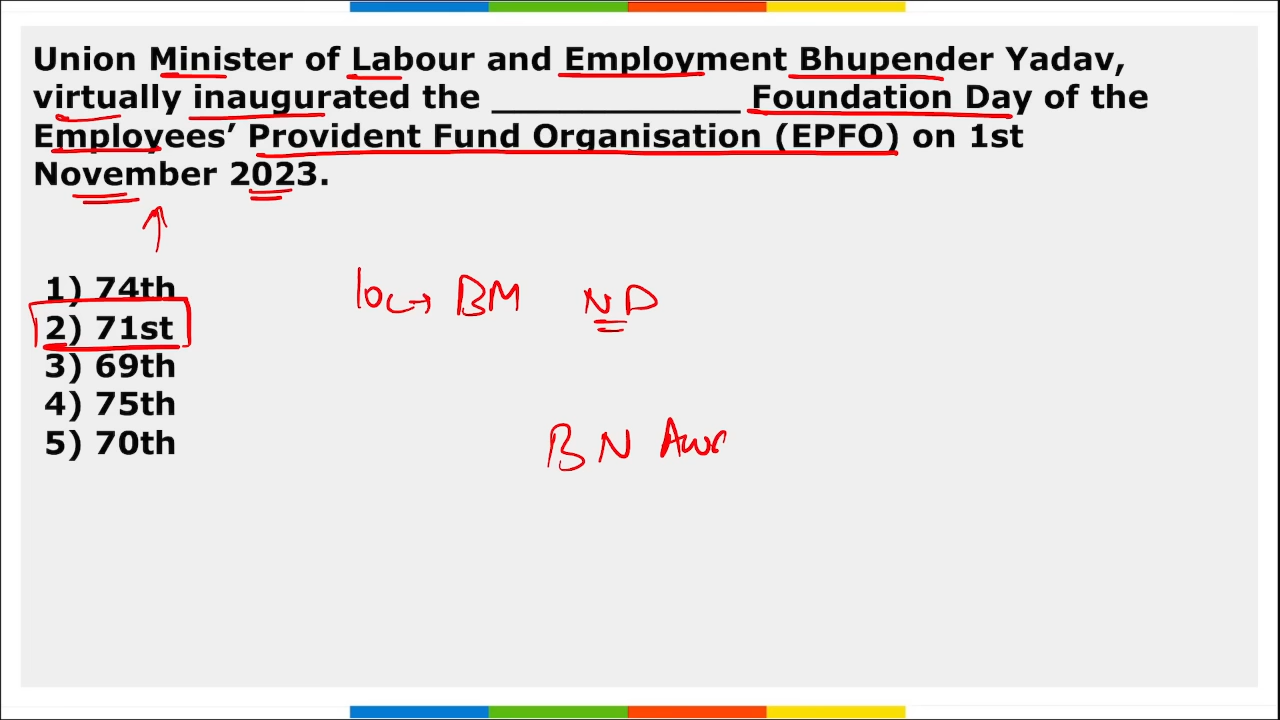 Union Minister of Labour and Employment Bhupender Yadav,
virtually inaugurated the _______________ Foundation Day of the
Employees’ Provident Fund Organisation (EPFO) on 1st
November 2023.
1) 74th
2) 71st
3) 69th
4) 75th
5) 70th
BM ND
BN